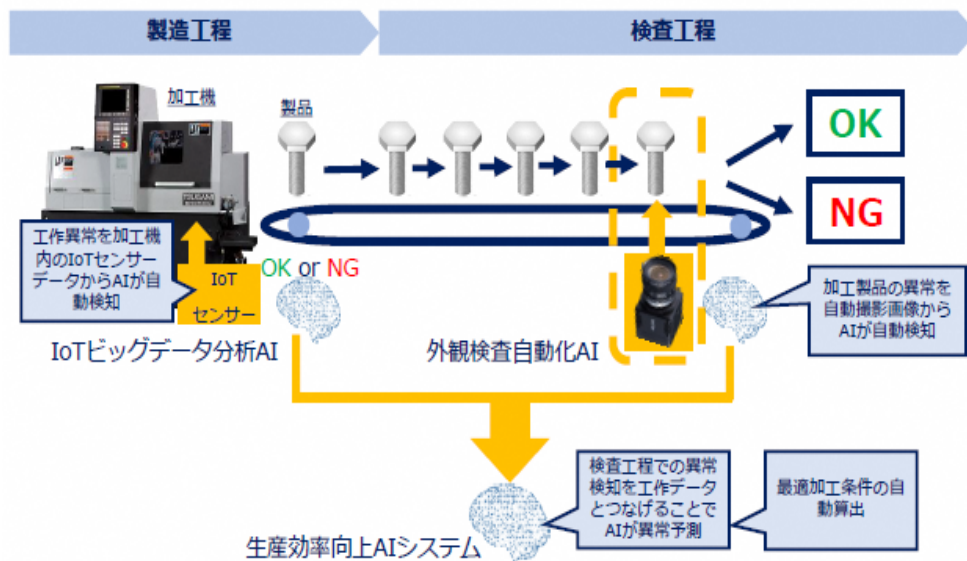 製造工程
検査工程
加工機
製品
OK
NG
TSUGAMI
工作異常を加工機
内のIoTセンサー
データからAIが自
動検知
IoT
センサー
OK or NG
加工製品の異常を
自動撮影画像から
AIが自動検知
IoTビッグデータ分析AI
外観検査自動化AI
検査工程での異常
検知を工作データ
とつなげることで
AIが異常予測
最適加工条件の自
動算出
生産効率向上AIシステム